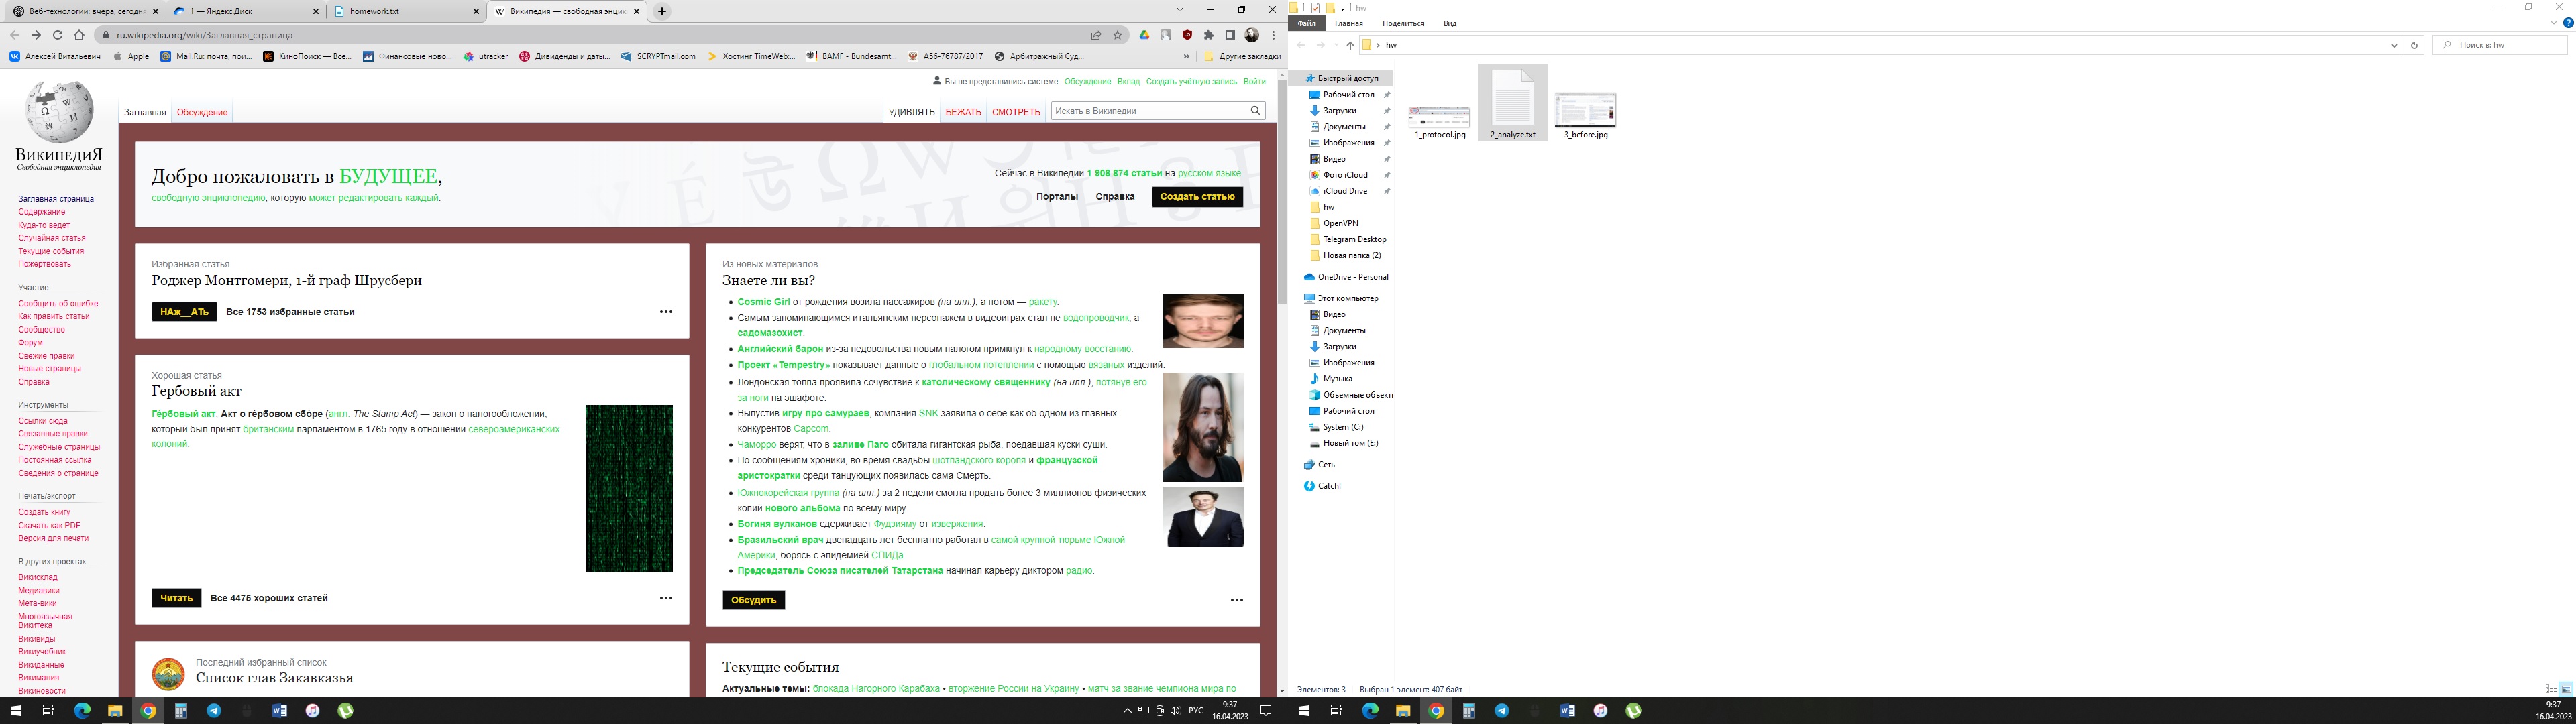 Веб-технологии: вчера, сегодня
1 — Яндекс.Диск
homework.txt
Википедия — свободная энцик
ru.wikipedia.org/wiki/Заглавная_страница
Алексей Витальевич
Apple
Mail.Ru: почта, пои...
КиноПоиск — Все...
Финансовые ново...
utracker
Дивиденды и даты...
SCRYPTmail.com
Хостинг TimeWeb:...
BAMF - Bundesamt...
А56-76787/2017
Арбитражный Суд...
»
Другие закладки
Вы не представились системе Обсуждение Вклад Создать учётную запись Войти
Заглавная Обсуждение
УДИВЛЯТЬ БЕЖАТЬ СМОТРЕТЬ
Искать в Википедии
ВИКИПЕДИЯ
Свободная энциклопедия
Заглавная страница
Содержание
Куда-то ведет
Случайная статья
Текущие события
Пожертвовать
Участие
Сообщить об ошибке
Как править статьи
Сообщество
Форум
Свежие правки
Новые страницы
Справка
Инструменты
Ссылки сюда
Связанные правки
Служебные страницы
Постоянная ссылка
Сведения о странице
Печать/экспорт
Создать книгу
Скачать как PDF
Версия для печати
В других проектах
Викисклад
Медиавики
Мета-вики
Многоязычная
Викитека
Викивиды
Викиучебник
Викиданные
Викимания
Викиновости
Добро пожаловать в БУДУЩЕЕ,
свободную энциклопедию, которую может редактировать каждый.
Сейчас в Википедии 1 908 874 статьи на русском языке.
Порталы Справка Создать статью
Избранная статья
Роджер Монтгомери, 1-й граф Шрусбери
НАж__АТЬ Все 1753 избранные статьи
Хорошая статья
Гербовый акт
Ге́рбовый акт, Акт о ге́рбовом сбо́ре (англ. The Stamp Act) — закон о налогообложении,
который был принят британским парламентом в 1765 году в отношении североамериканских
колоний.
Читать Все 4475 хороших статей
Последний избранный список
Список глав Закавказья
Из новых материалов
Знаете ли вы?
Cosmic Girl от рождения возила пассажиров (на илл.), а потом — ракету.
Самым запоминающимся итальянским персонажем в видеоиграх стал не водопроводчик, а
садомазохист.
Английский барон из-за недовольства новым налогом примкнул к народному восстанию.
Проект «Tempestry» показывает данные о глобальном потеплении с помощью вязаных изделий.
Лондонская толпа проявила сочувствие к католическому священнику (на илл.), потянув его
за ноги на эшафоте.
Выпустив игру про самураев, компания SNK заявила о себе как об одном из главных
конкурентов Capcom.
Чаморро верят, что в заливе Паго обитала гигантская рыба, поедавшая куски суши.
По сообщениям хроники, во время свадьбы шотландского короля и французской
аристократки среди танцующих появилась сама Смерть.
Южнокорейская группа (на илл.) за 2 недели смогла продать более 3 миллионов физических
копий нового альбома по всему миру.
Богиня вулканов сдерживает Фудзияму от извержения.
Бразильский врач двенадцать лет бесплатно работал в самой крупной тюрьме Южной
Америки, борясь с эпидемией СПИДа.
Председатель Союза писателей Татарстана начинал карьеру диктором радио.
Обсудить
Текущие события
Актуальные темы: блокада Нагорного Карабаха • вторжение России на Украину • матч за звание чемпиона мира по
РУС
9:37
16.04.2023
hw
Файл Главная Поделиться Вид
hw
Поиск в: hw
Быстрый доступ
Рабочий стол
Загрузки
Документы
Изображения
Видео
Фото iCloud
iCloud Drive
hw
OpenVPN
Telegram Desktop
Новая папка (2)
OneDrive - Personal
Этот компьютер
Видео
Документы
Загрузки
Изображения
Музыка
Объемные объект
Рабочий стол
System (C:)
Новый том (E:)
Сеть
Catch!
1_protocol.jpg
2_analyze.txt
3_before.jpg
Элементов: 3 Выбран 1 элемент: 407 байт
9:37
16.04.2023